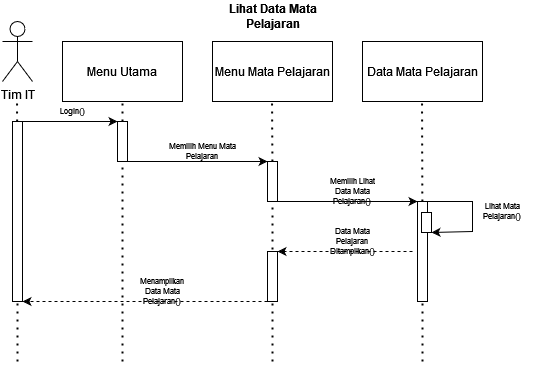 Lihat Data Mata
Pelajaran
Tim IT
Menu Utama
Menu Mata Pelajaran
Data Mata Pelajaran
Login()
Memilih Menu Mata
Pelajaran
Memilih Lihat
Data Mata
Pelajaran()
Lihat Mata
Pelajaran()
Data Mata
Pelajaran
Ditampilkan()
Menampilkan
Data Mata
Pelajaran()